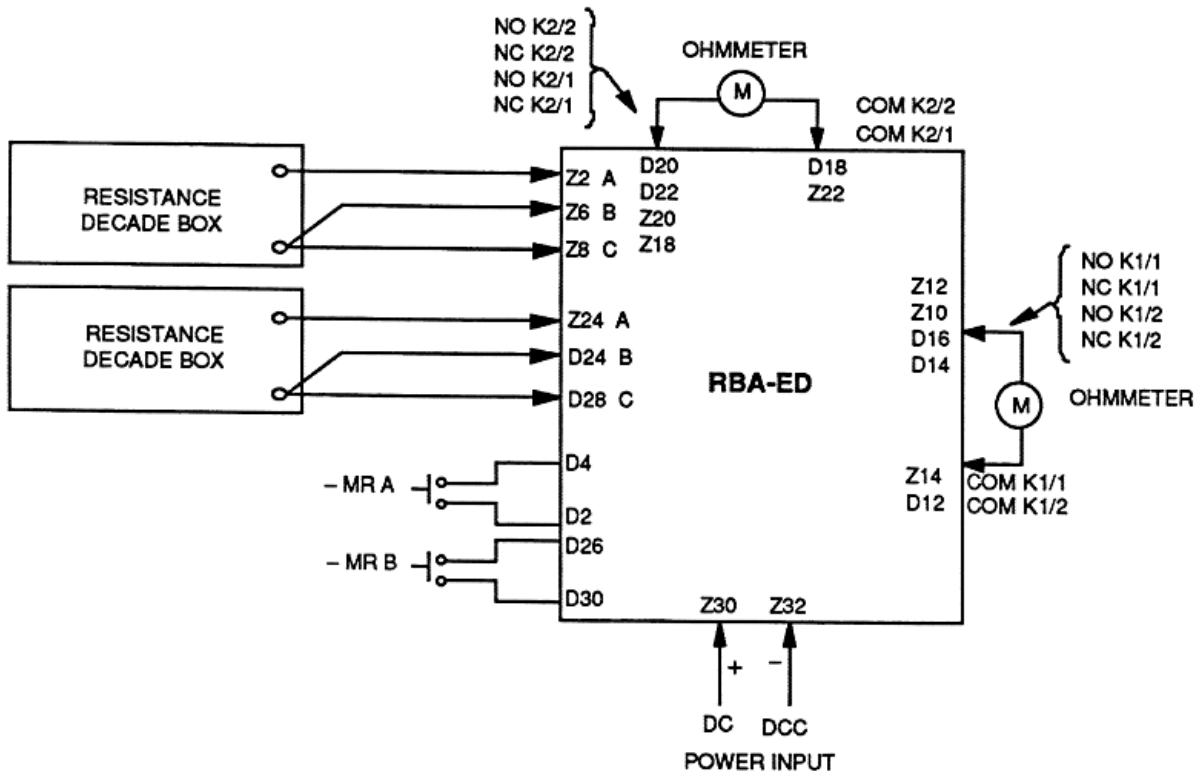 NO K2/2
NC K2/2
NO K2/1
NC K2/1
OHMMETER
M
COM K2/2
COM K2/1
RESISTANCE
DECADE BOX
Z2 A
Z6 B
Z8 C
D20
D22
Z20
Z18
D18
Z22
RESISTANCE
DECADE BOX
Z24 A
D24 B
D28 C
RBA-ED
Z12
Z10
D16
D14
NO K1/1
NC K1/1
NO K1/2
NC K1/2
M
OHMMETER
Z14
D12
COM K1/1
COM K1/2
– MR A
D4
D2
– MR B
D26
D30
Z30
Z32
+
–
DC
DCC
POWER INPUT